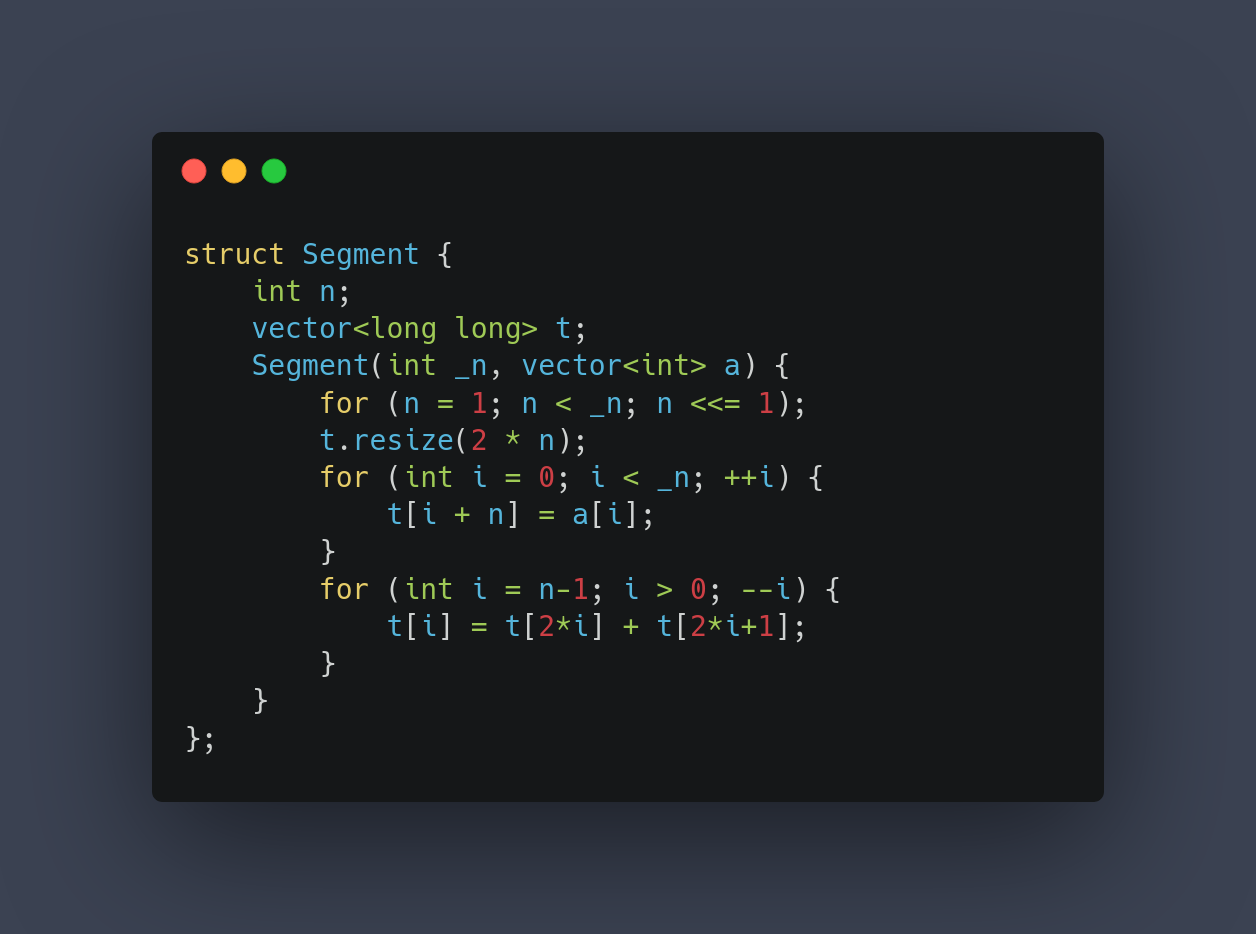 struct Segment {
    int n;
    vector<long long> t;
    Segment(int _n, vector<int> a) {
        for (n = 1; n < _n; n <<= 1);
        t.resize(2 * n);
        for (int i = 0; i < _n; ++i) {
            t[i + n] = a[i];
        }
        for (int i = n-1; i > 0; --i) {
            t[i] = t[2*i] + t[2*i+1];
        }
    }
};